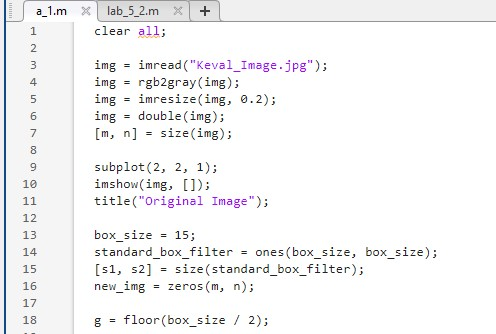 a_1.m × lab_5_2.m × +
1 clear all;
2
3 img = imread("Keval_Image.jpg");
4 img = rgb2gray(img);
5 img = imresize(img, 0.2);
6 img = double(img);
7 [m, n] = size(img);
8
9 subplot(2, 2, 1);
10 imshow(img, []);
11 title("Original Image");
12
13 box_size = 15;
14 standard_box_filter = ones(box_size, box_size);
15 [s1, s2] = size(standard_box_filter);
16 new_img = zeros(m, n);
17
18 g = floor(box_size / 2);